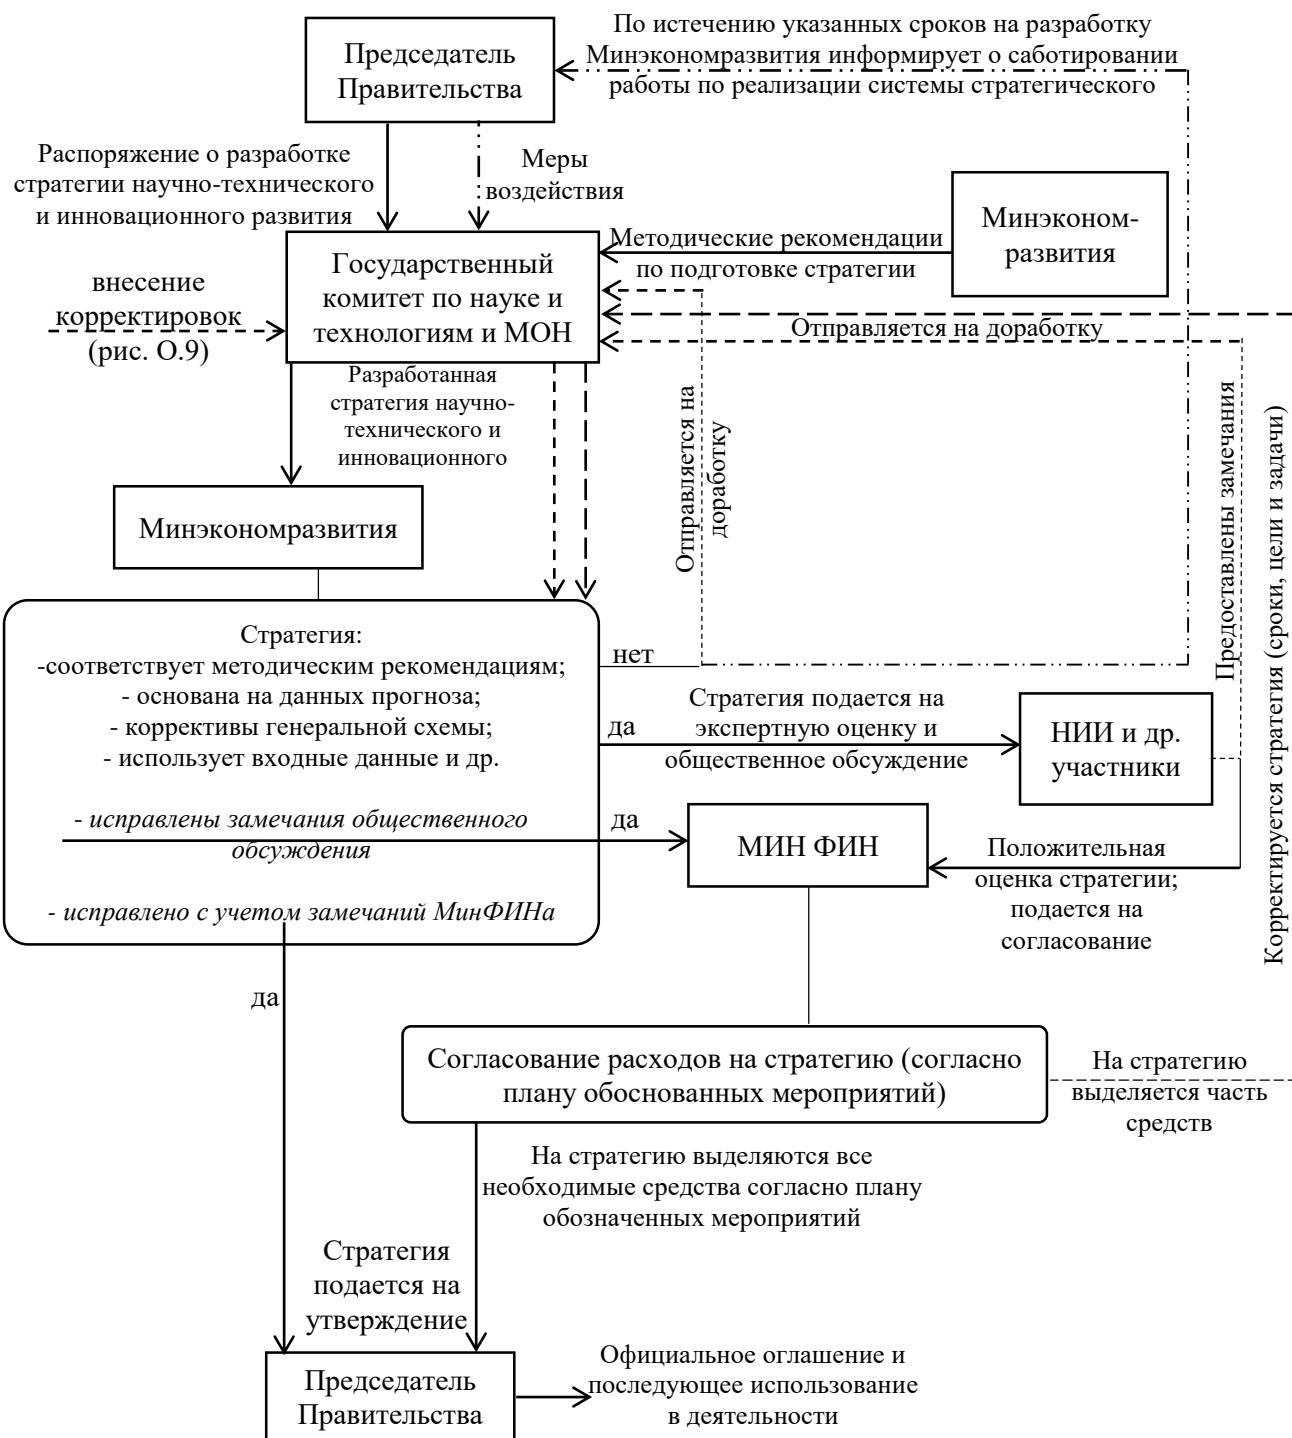 По истечению указанных сроков на разработку
Минэкономразвития информирует о саботировании
работы по реализации системы стратегического
Председатель
Правительства
Распоряжение о разработке
стратегии научно-технического
и инновационного развития
Меры
воздействия
Минэконом-
развития
Методические рекомендации
по подготовке стратегии
Государственный
комитет по науке и
технологиям и МОН
внесение
корректировок
(рис. О.9)
Отправляется на доработку
Разработанная
стратегия научно-
технического и
инновационного
Отправляется на
доработку
Предоставлены замечания
Корректируется стратегия (сроки, цели и задачи)
Минэкономразвития
Стратегия:
-соответствует методическим рекомендациям;
- основана на данных прогноза;
- коррективы генеральной схемы;
- использует входные данные и др.
- исправлены замечания общественного
обсуждения
- исправлено с учетом замечаний МинФИНа
нет
да
Стратегия подается на
экспертную оценку и
общественное обсуждение
НИИ и др.
участники
да
МИН ФИН
Положительная
оценка стратегии;
подается на
согласование
да
Согласование расходов на стратегию (согласно
плану обоснованных мероприятий)
На стратегию
выделяется часть
средств
На стратегию выделяются все
необходимые средства согласно плану
обозначенных мероприятий
Стратегия
подается на
утверждение
Председатель
Правительства
Официальное оглашение и
последующее использование
в деятельности